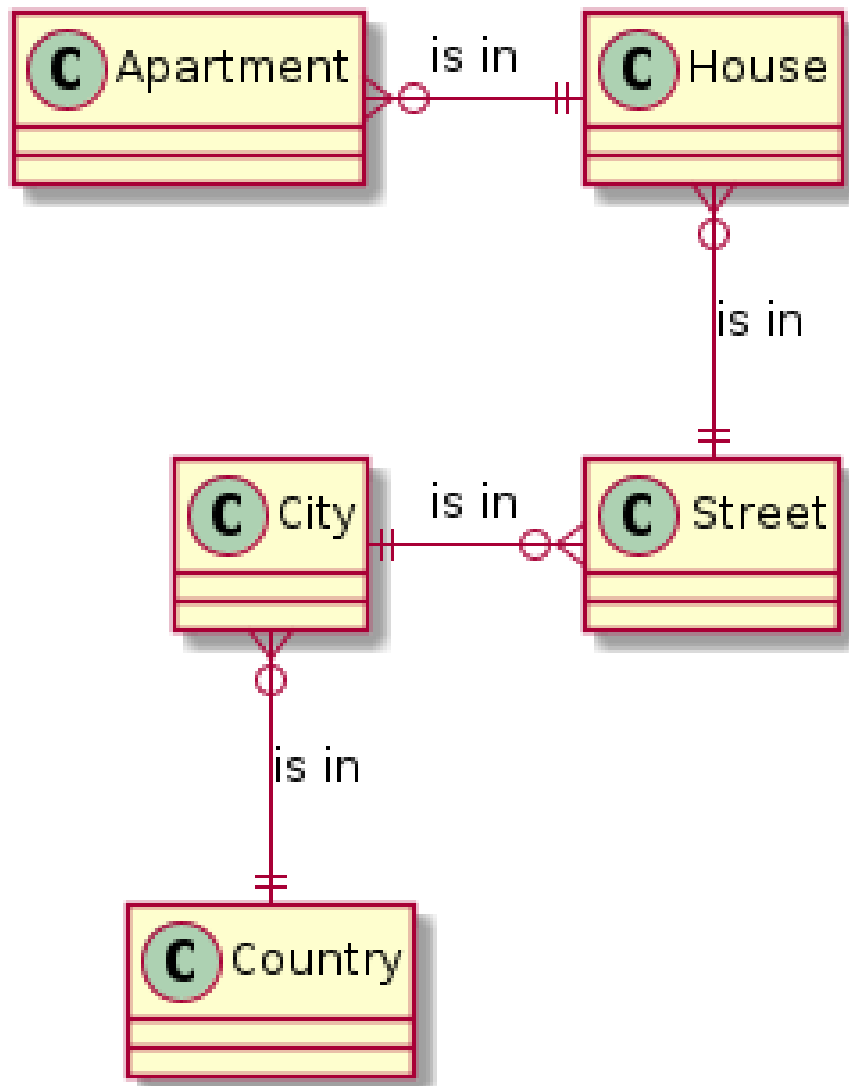 C Apartment
is in
C House
is in
C City
is in
C Street
is in
C Country